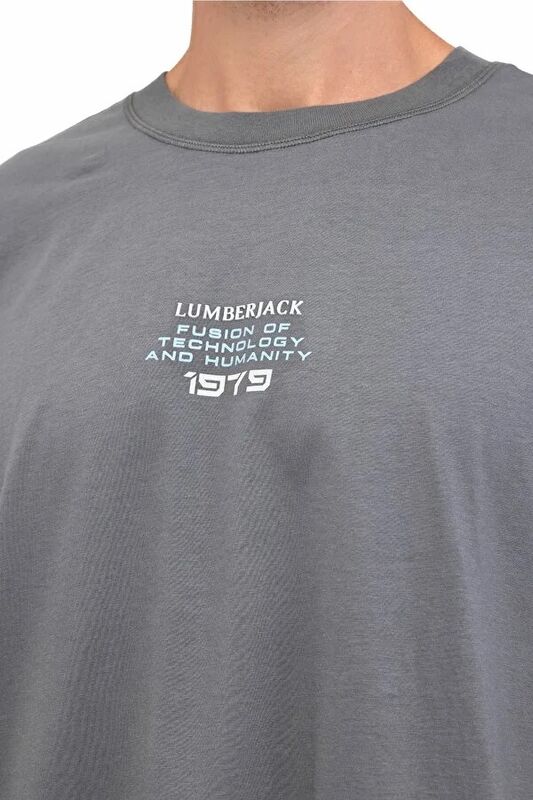 LUMBERJACK
FUSION OF
TECHNOLOGY
AND HUMANITY
1979